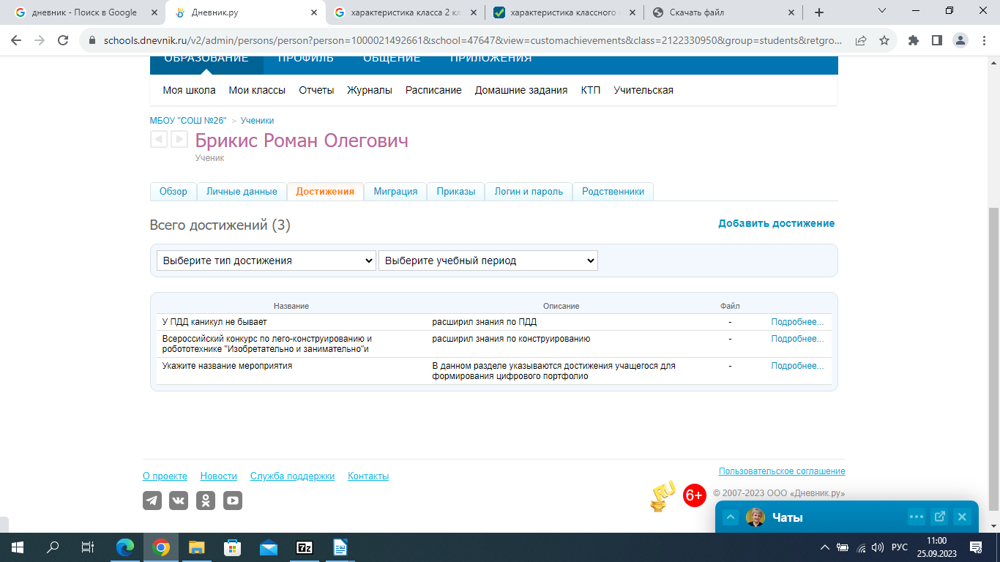 дневник - Поиск в Google
Дневник.ру
характеристика класса 2 кл
характеристика классного
Скачать файл
schools.dnevnik.ru/v2/admin/persons/person?person=1000021492661&school=47647&view=customachievements&class=2122330950&group=students&retgro...
ОБРАЗОВАНИЕ ПРОФИЛЬ ОБЩЕНИЕ ПРИЛОЖЕНИЯ
Моя школа Мои классы Отчеты Журналы Расписание Домашние задания КТП Учительская
МБОУ "СОШ №26" > Ученики
Брикис Роман Олегович
Ученик
Обзор Личные данные Достижения Миграция Приказы Логин и пароль Родственники
Всего достижений (3) Добавить достижение
Выберите тип достижения Выберите учебный период
Название Описание Файл
У ПДД каникул не бывает расширил знания по ПДД - Подробнее...
Всероссийский конкурс по лего-конструированию и расширил знания по конструированию - Подробнее...
робототехнике "Изобретательно и занимательно"и
Укажите название мероприятия В данном разделе указываются достижения учащегося для - Подробнее...
формирования цифрового портфолио
О проекте Новости Служба поддержки Контакты Пользовательское соглашение
RU 6+ © 2007-2023 ООО «Дневник.ру»
Чаты
7z РУС 11:00
25.09.2023